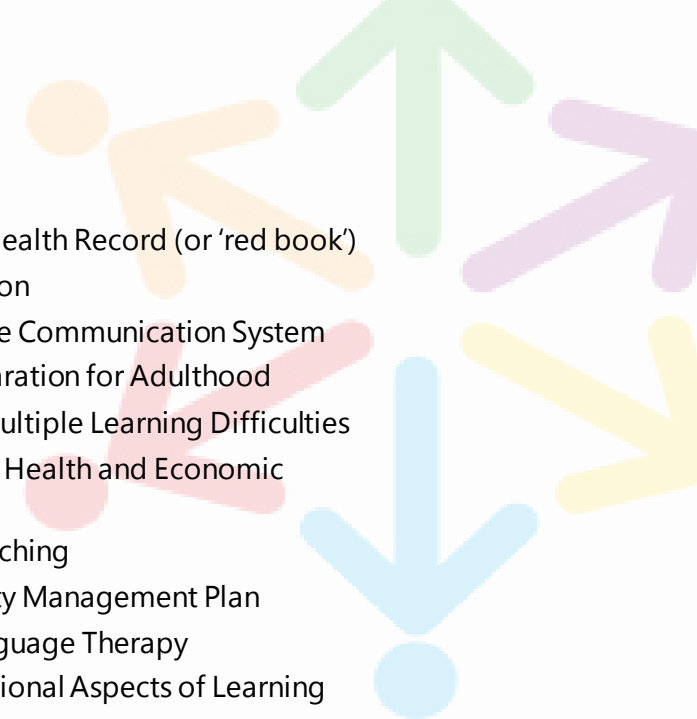 ealth Record (or ‘red book’)
on
e Communication System
aration for Adulthood
ultiple Learning Difficulties
Health and Economic
ching
ty Management Plan
guage Therapy
ional Aspects of Learning